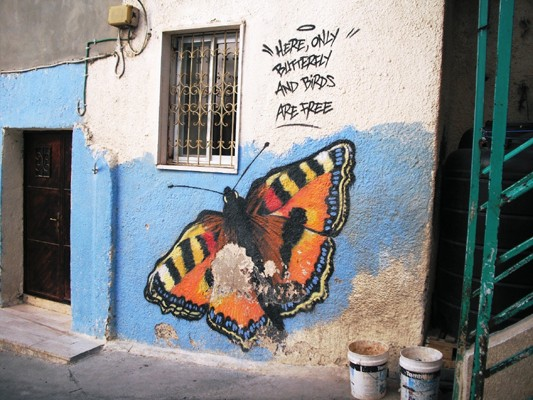 "HERE, ONLY"
BUTTERFLY
AND BIRDS
ARE FREE